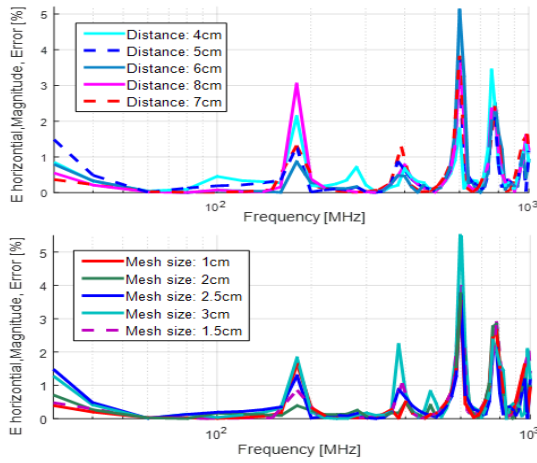 E horizontial,Magnitude, Error [%]
5
4
3
2
1
0
Distance: 4cm
Distance: 5cm
Distance: 6cm
Distance: 8cm
Distance: 7cm
10²
10³
Frequency [MHz]
E horizontial,Magnitude, Error [%]
5
4
3
2
1
0
Mesh size: 1cm
Mesh size: 2cm
Mesh size: 2.5cm
Mesh size: 3cm
Mesh size: 1.5cm
10²
10³
Frequency [MHz]